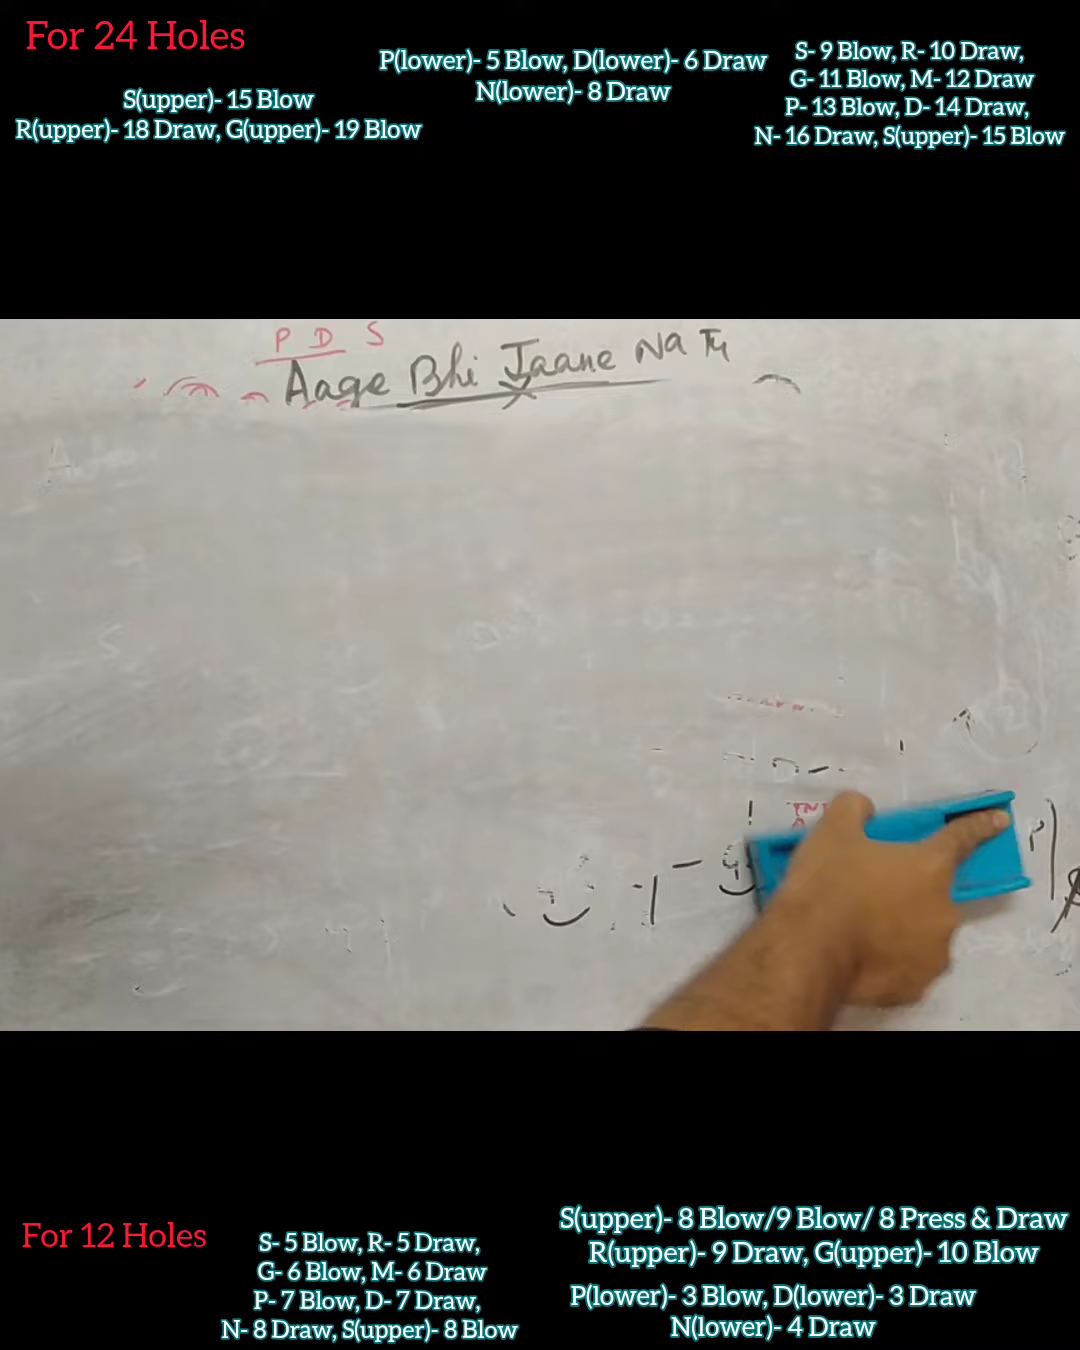 For 24 Holes
S(upper)- 15 Blow
R(upper)- 18 Draw, G(upper)- 19 Blow
P(lower)- 5 Blow, D(lower)- 6 Draw
N(lower)- 8 Draw
S- 9 Blow, R- 10 Draw,
G- 11 Blow, M- 12 Draw
P- 13 Blow, D- 14 Draw,
N- 16 Draw, S(upper)- 15 Blow
P D S
Aage Bhi Jaane Na Tu
For 12 Holes
S- 5 Blow, R- 5 Draw,
G- 6 Blow, M- 6 Draw
P- 7 Blow, D- 7 Draw,
N- 8 Draw, S(upper)- 8 Blow
S(upper)- 8 Blow/9 Blow/ 8 Press & Draw
R(upper)- 9 Draw, G(upper)- 10 Blow
P(lower)- 3 Blow, D(lower)- 3 Draw
N(lower)- 4 Draw